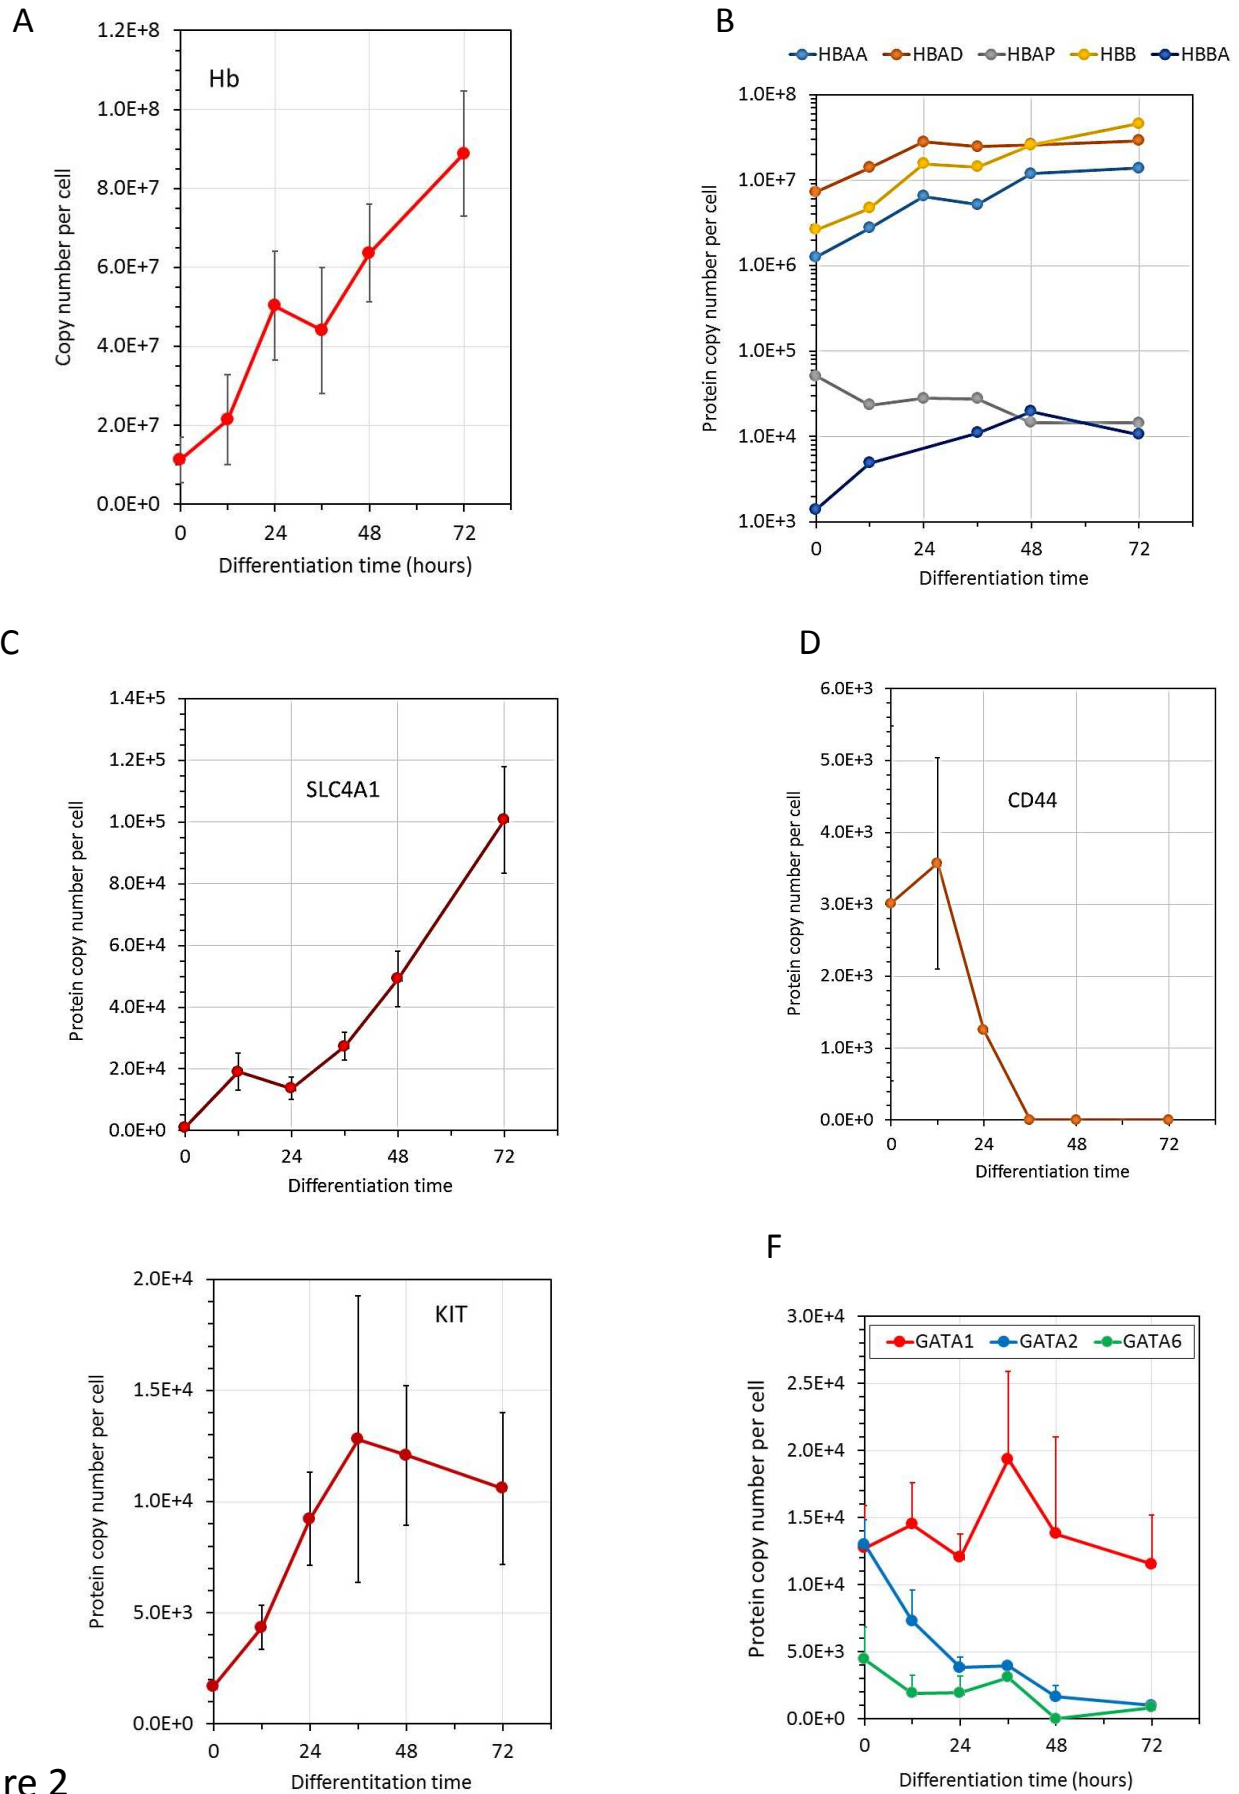 A
1.2E+8
1.0E+8
8.0E+7
6.0E+7
4.0E+7
2.0E+7
0.0E+0
Hb
Copy number per cell
0 24 48 72
Differentiation time (hours)
B
HBAA HBAD HBAP HBB HBBA
1.0E+8
1.0E+7
1.0E+6
1.0E+5
1.0E+4
1.0E+3
Protein copy number per cell
0 24 48 72
Differentiation time
C
1.4E+5
1.2E+5
1.0E+5
8.0E+4
6.0E+4
4.0E+4
2.0E+4
0.0E+0
SLC4A1
Protein copy number per cell
0 24 48 72
Differentiation time
D
6.0E+3
5.0E+3
4.0E+3
3.0E+3
2.0E+3
1.0E+3
0.0E+0
CD44
Protein copy number per cell
0 24 48 72
Differentiation time
2.0E+4
1.5E+4
1.0E+4
5.0E+3
0.0E+0
KIT
Protein copy number per cell
0 24 48 72
Differentitation time
F
3.0E+4
2.5E+4
2.0E+4
1.5E+4
1.0E+4
5.0E+3
0.0E+0
GATA1 GATA2 GATA6
Protein copy number per cell
0 24 48 72
Differentiation time (hours)
re 2